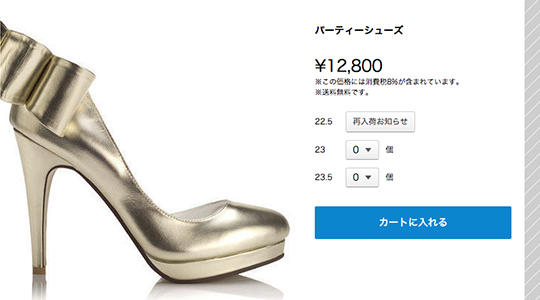 パーティーシューズ
¥12,800
※この価格には消費税8%が含まれています。
※送料無料です。
22.5 再入荷お知らせ
23 0 個
23.5 0 個
カートに入れる